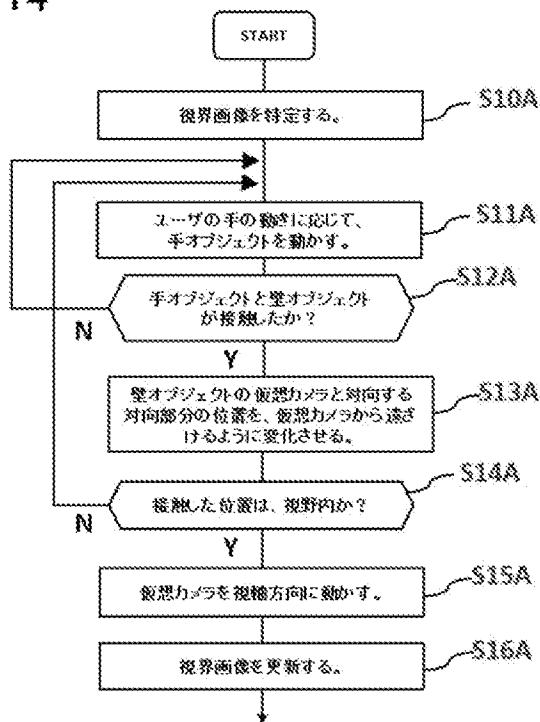 14
START
視界画像を特定する。
S10A
ユーザの手の動きに応じて、
手オブジェクトを動かす。
S11A
手オブジェクトと壁オブジェクト
が接触したか？
S12A
N
Y
壁オブジェクトの仮想カメラと対向する
対向部分の位置を、仮想カメラから遠ざ
けるように変化させる。
S13A
接触した位置は、視野内か？
S14A
N
Y
仮想カメラを視軸方向に動かす。
S15A
視界画像を更新する。
S16A